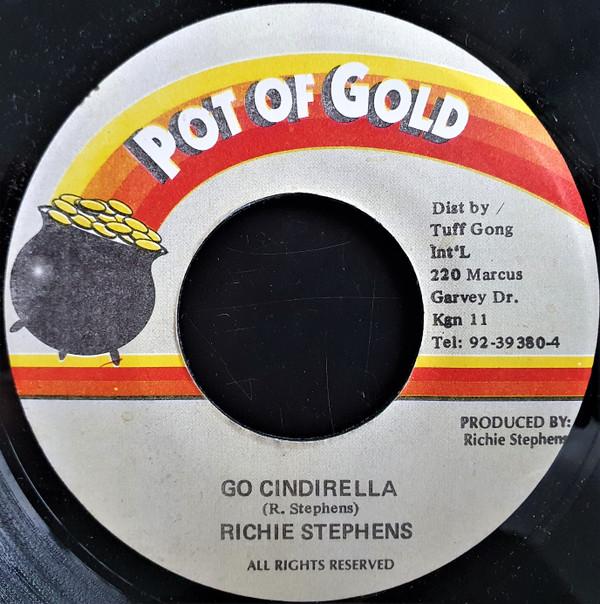 POT OF GOLD
Dist by /
Tuff Gong
Int'L
220 Marcus
Garvey Dr.
Kgn 11
Tel: 92-39380-4
PRODUCED BY:
Richie Stephens
GO CINDIRELLA
(R. Stephens)
RICHIE STEPHENS
ALL RIGHTS RESERVED